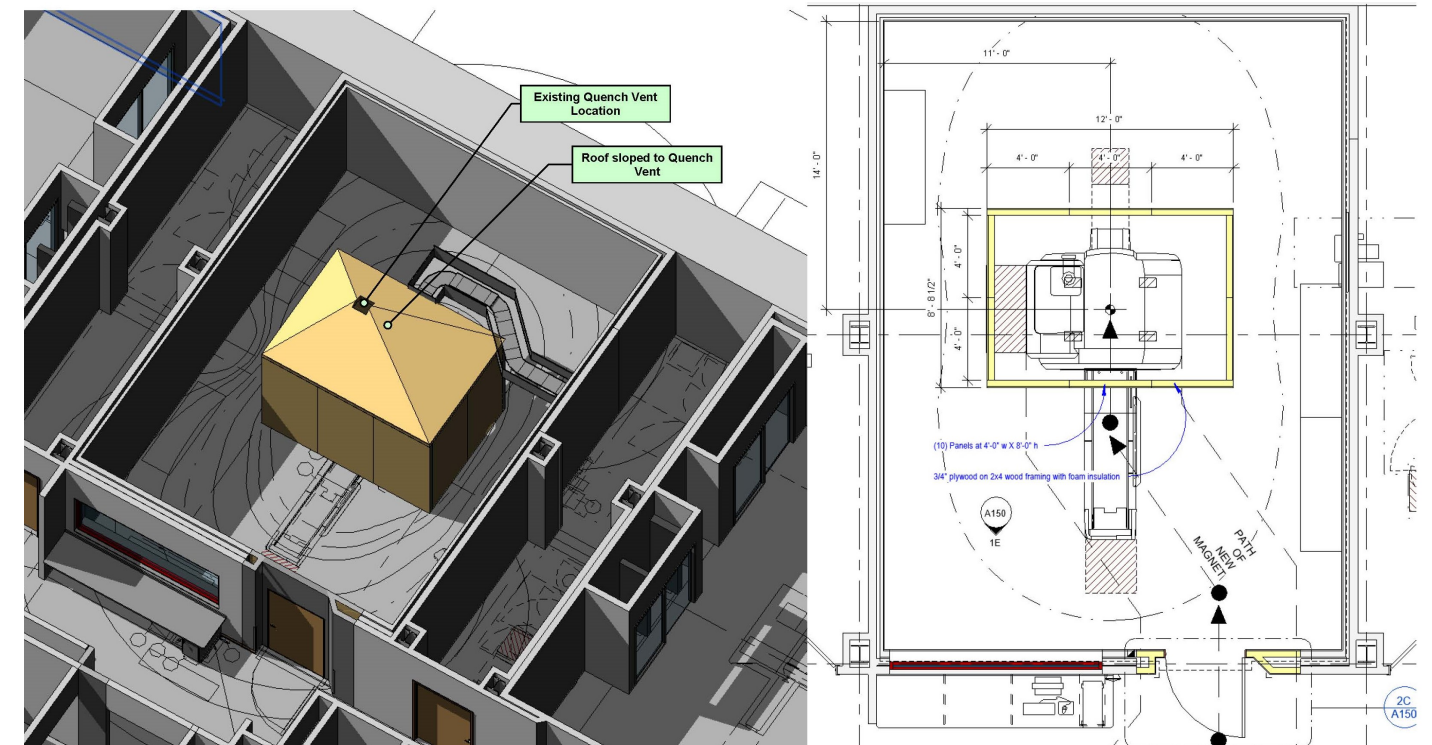 Existing Quench Vent
Location
Roof sloped to Quench
Vent
11' - 0"
12' - 0"
4' - 0"
4' - 0"
4' - 0"
14' - 0"
4' - 0"
8' - 8 1/2"
4' - 0"
(10) Panels at 4'-0" w X 8'-0" h
3/4" plywood on 2x4 wood framing with foam insulation
A150
1E
PATH
OF
NEW
MAGNET
2C
A150